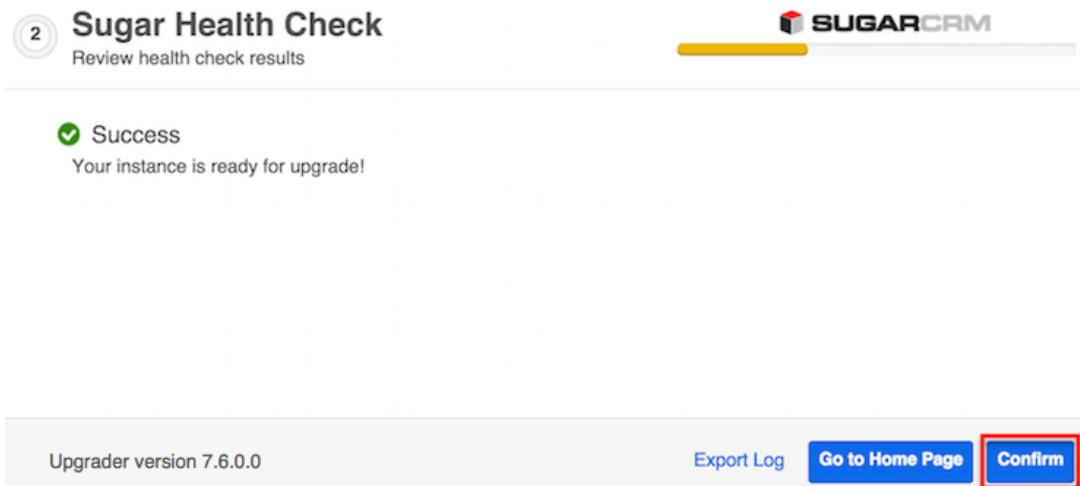 2
Sugar Health Check
Review health check results
SUGARCRM
Success
Your instance is ready for upgrade!
Upgrader version 7.6.0.0
Export Log
Go to Home Page
Confirm